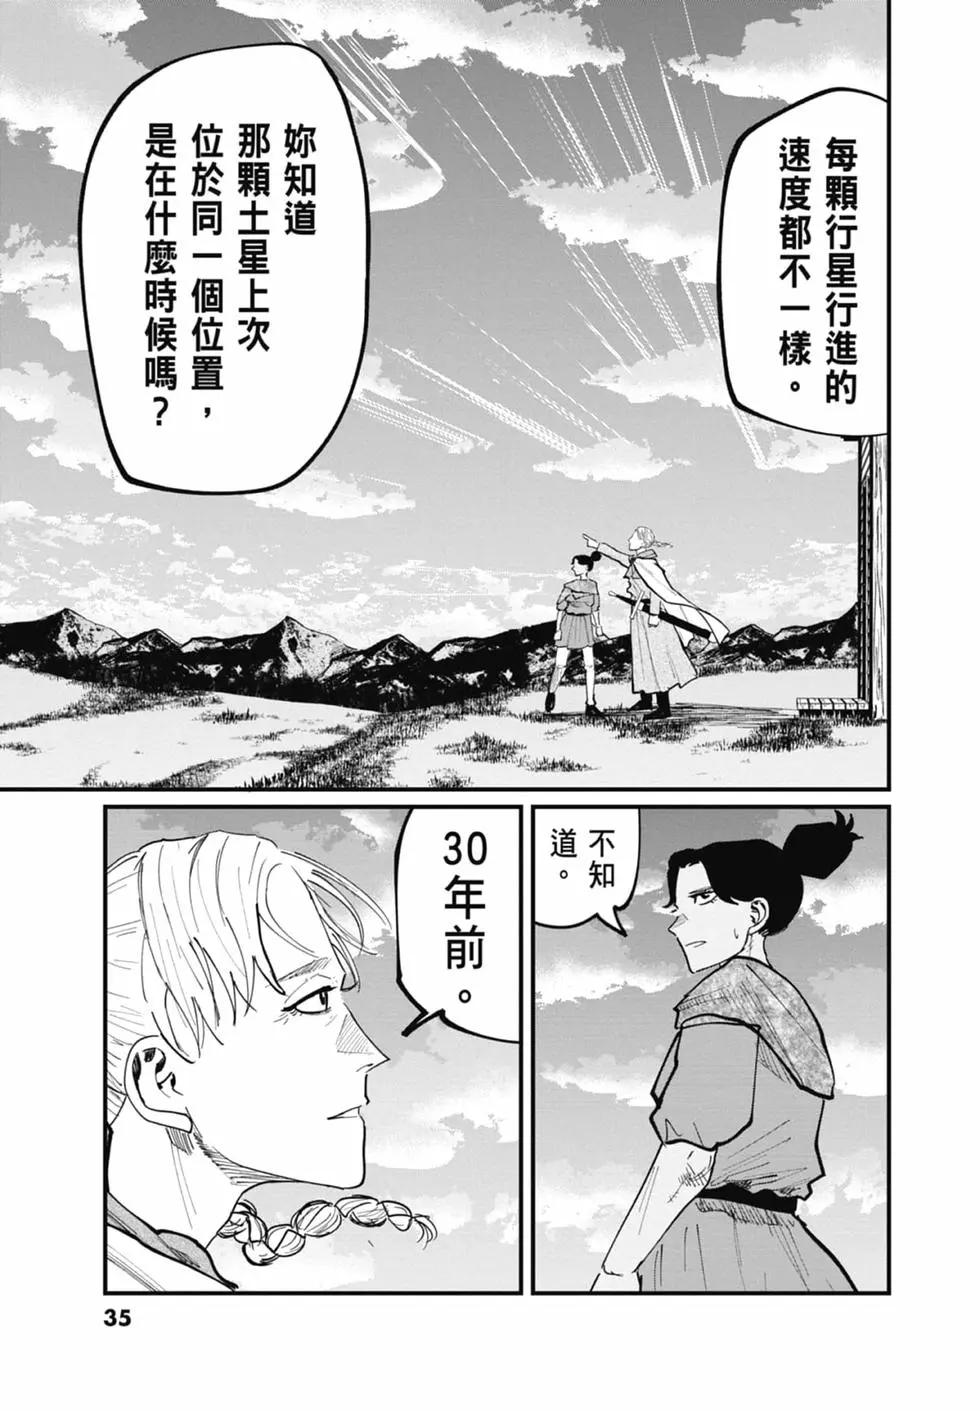 每顆行星行進的
速度都不一樣。
妳知道
那顆土星上次
位於同一個位置，
是在什麼時候嗎？
不知
道。
30年前。
35